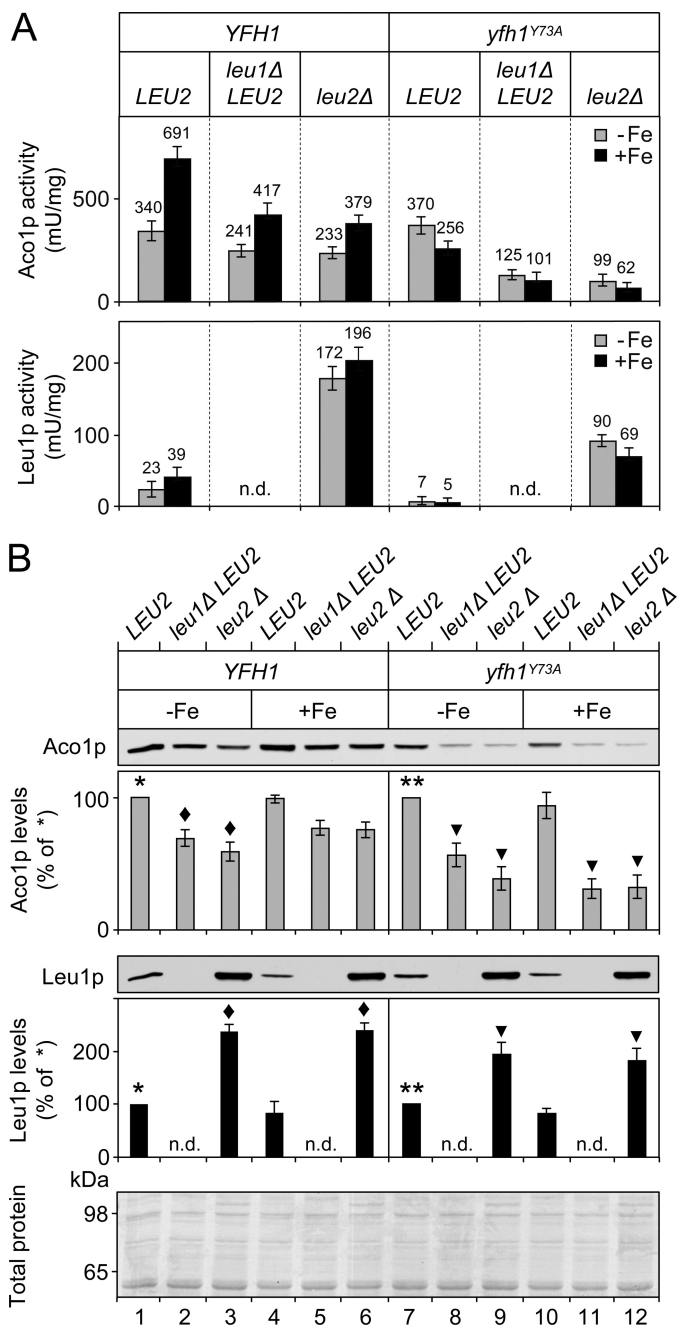 A
YFH1 yfh1Y73A
LEU2 leu1Δ LEU2 leu2Δ LEU2 leu1Δ LEU2 leu2Δ
Aco1p activity (mU/mg)
500
0
-Fe
+Fe
340 691 241 417 233 379 370 256 125 101 99 62
Leu1p activity (mU/mg)
200
100
0
-Fe
+Fe
23 39 n.d. 172 196 7 5 n.d. 90 69
B
LEU2 leu1Δ LEU2 leu2 Δ LEU2 leu1Δ LEU2 leu2 Δ LEU2 leu1Δ LEU2 leu2 Δ LEU2 leu1Δ LEU2 leu2 Δ
YFH1 yfh1Y73A
-Fe +Fe -Fe +Fe
Aco1p
Aco1p levels (% of *)
100
0
* ♦ ♦ ** ▼ ▼ ▼ ▼
Leu1p
Leu1p levels (% of *)
200
100
0
* n.d. ♦ n.d. ♦ ** n.d. ▼ n.d. ▼
kDa
Total protein
98
65
1 2 3 4 5 6 7 8 9 10 11 12